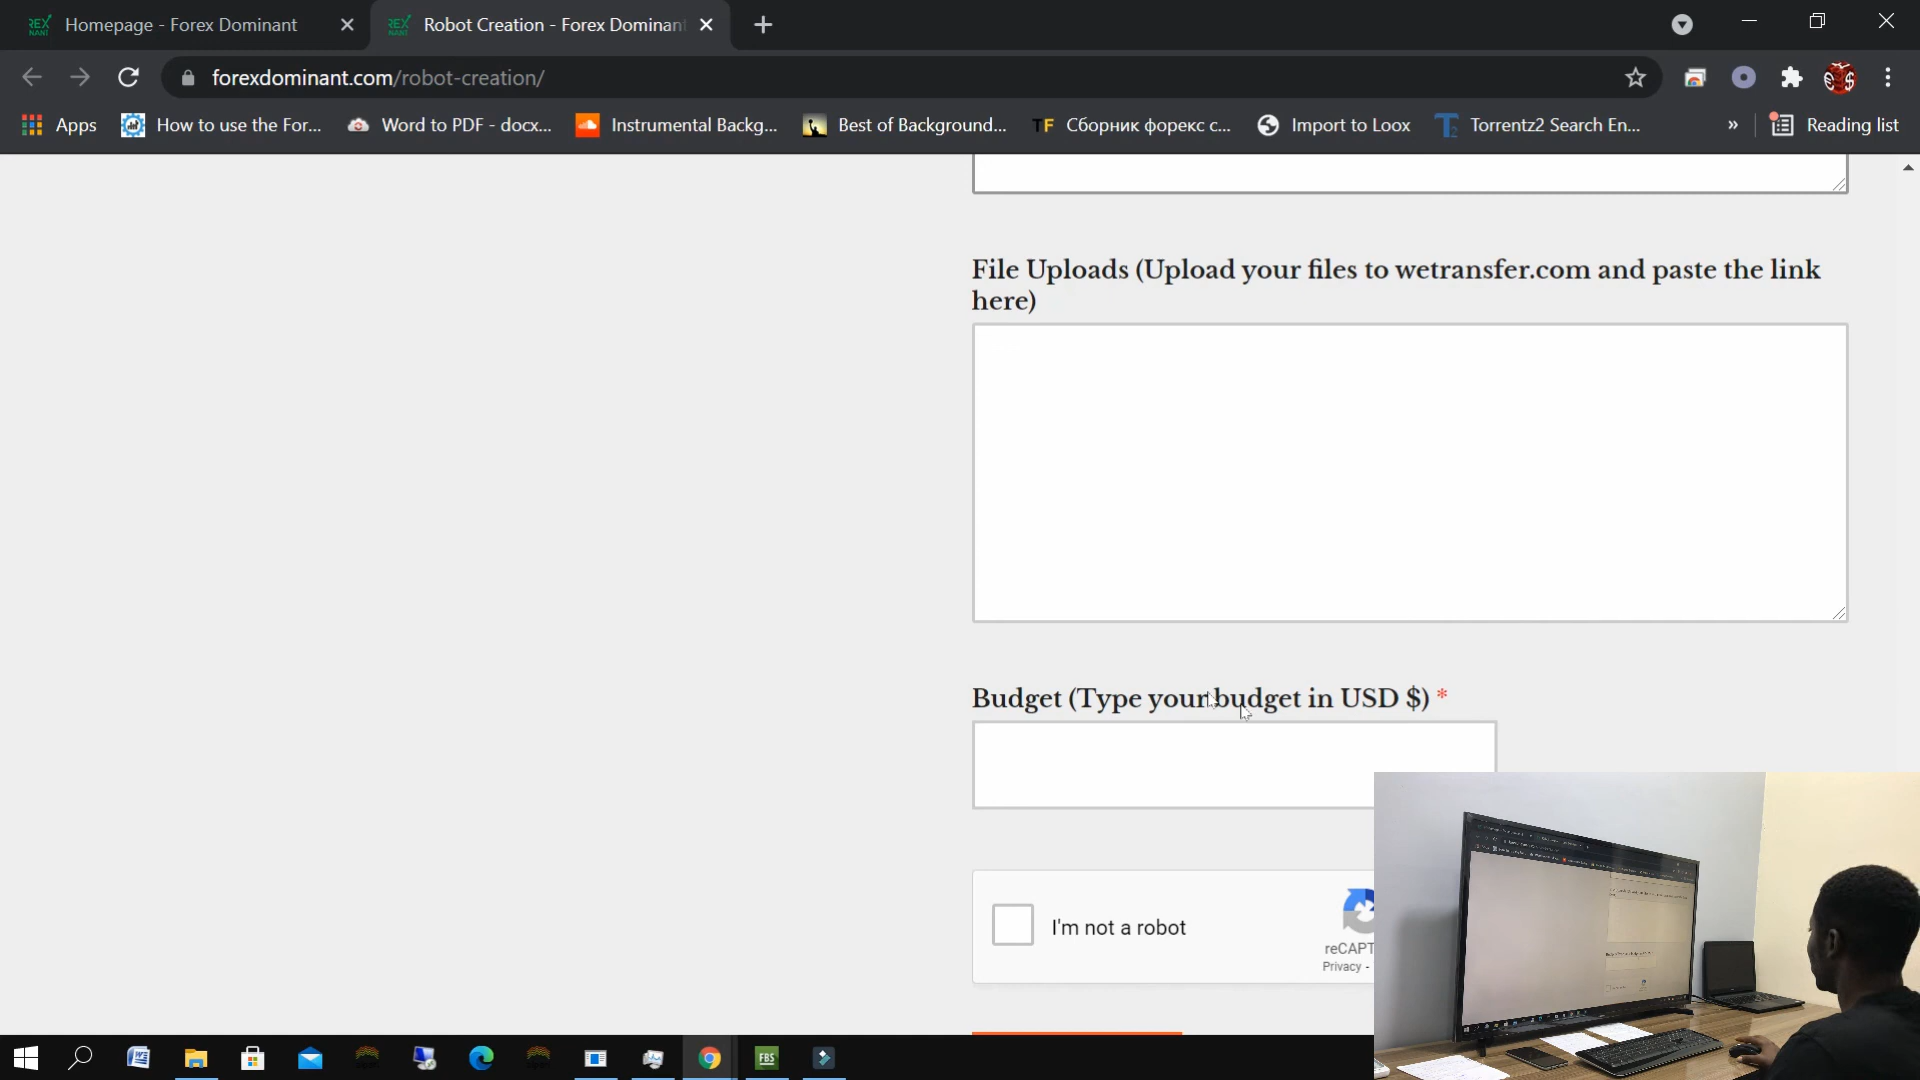 Homepage - Forex Dominant
Robot Creation - Forex Dominan
forexdominant.com/robot-creation/
Apps
How to use the For...
Word to PDF - docx...
Instrumental Backg...
Best of Background...
TF Сборник форекс с...
Import to Loox
T2 Torrentz2 Search En...
»
Reading list
File Uploads (Upload your files to wetransfer.com and paste the link
here)
Budget (Type your budget in USD $) *
I'm not a robot
reCAPT
Privacy -
FBS